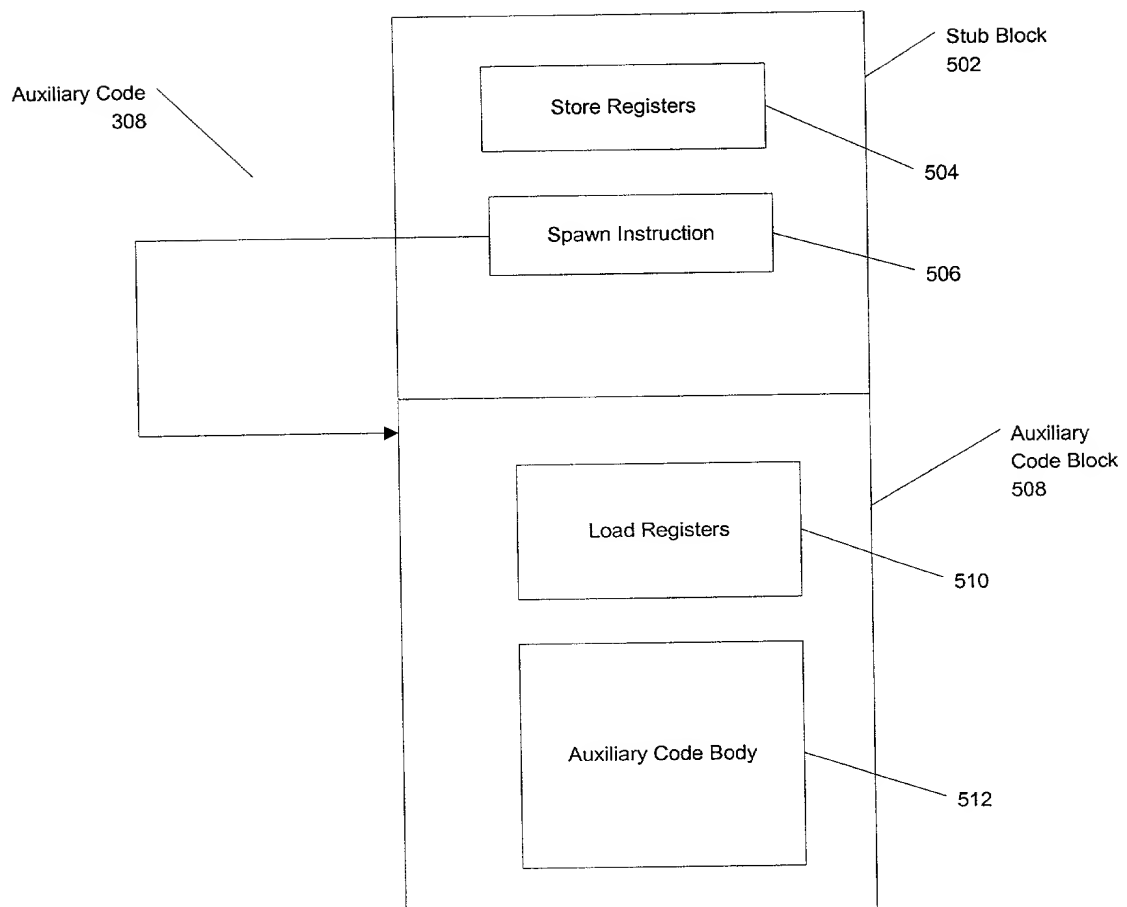 Stub Block
502
Auxiliary Code
308
Store Registers
504
Spawn Instruction
506
Auxiliary
Code Block
508
Load Registers
510
Auxiliary Code Body
512